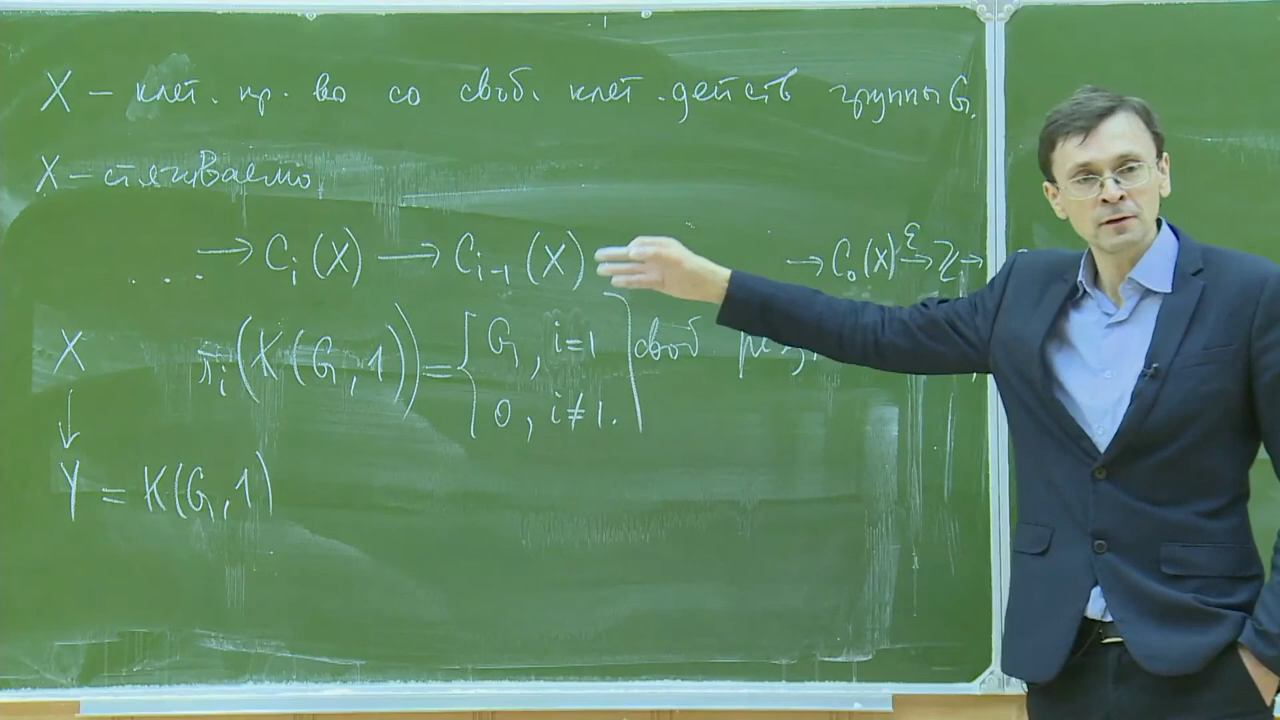 X – клет. пр. во со своб. клет. действ группы G.
X – стягиваемо
... → C_i(X) → C_{i-1}(X) → C_0(X) →^ε ℤ →
X π_i(K(G,1)) = { G, i=1 своб
0, i≠1.
↓
Y = K(G,1)